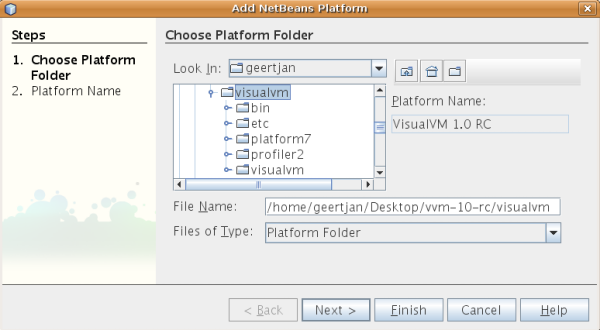 Add NetBeans Platform
Steps
1. Choose Platform
Folder
2. Platform Name
Choose Platform Folder
Look In: geertjan
visualvm
bin
etc
platform7
profiler2
visualvm
Platform Name:
VisualVM 1.0 RC
File Name: /home/geertjan/Desktop/vvm-10-rc/visualvm
Files of Type: Platform Folder
< Back Next > Finish Cancel Help